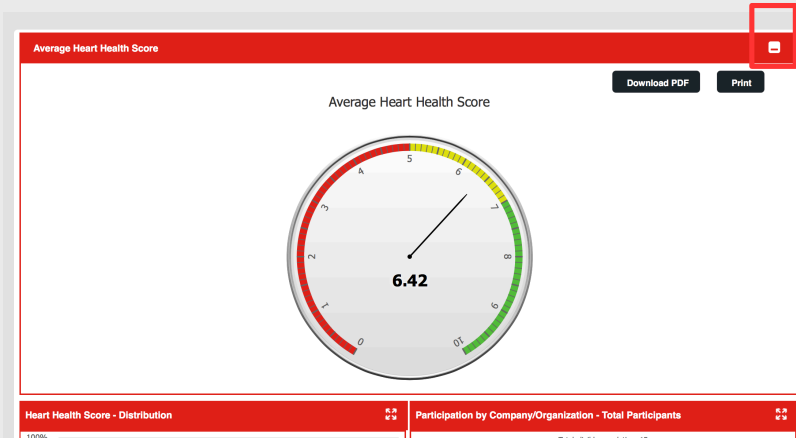 Average Heart Health Score
Download PDF
Print
Average Heart Health Score
0
1
2
3
4
5
6
7
8
9
10
6.42
Heart Health Score - Distribution
Participation by Company/Organization - Total Participants
100%